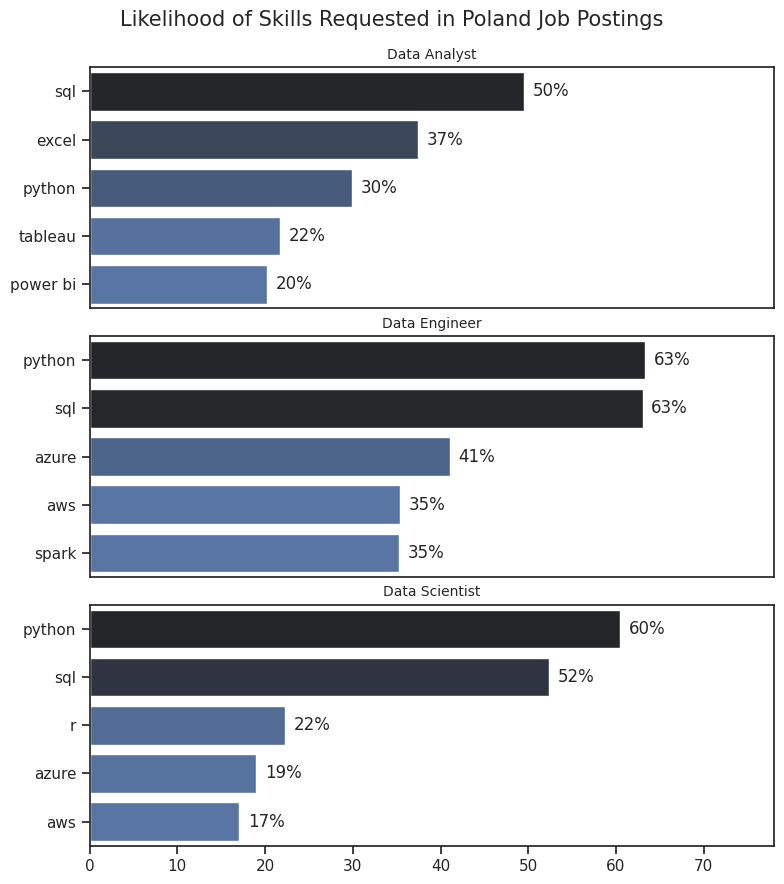 Likelihood of Skills Requested in Poland Job Postings
Data Analyst
sql 50%
excel 37%
python 30%
tableau 22%
power bi 20%
Data Engineer
python 63%
sql 63%
azure 41%
aws 35%
spark 35%
Data Scientist
python 60%
sql 52%
r 22%
azure 19%
aws 17%
0 10 20 30 40 50 60 70